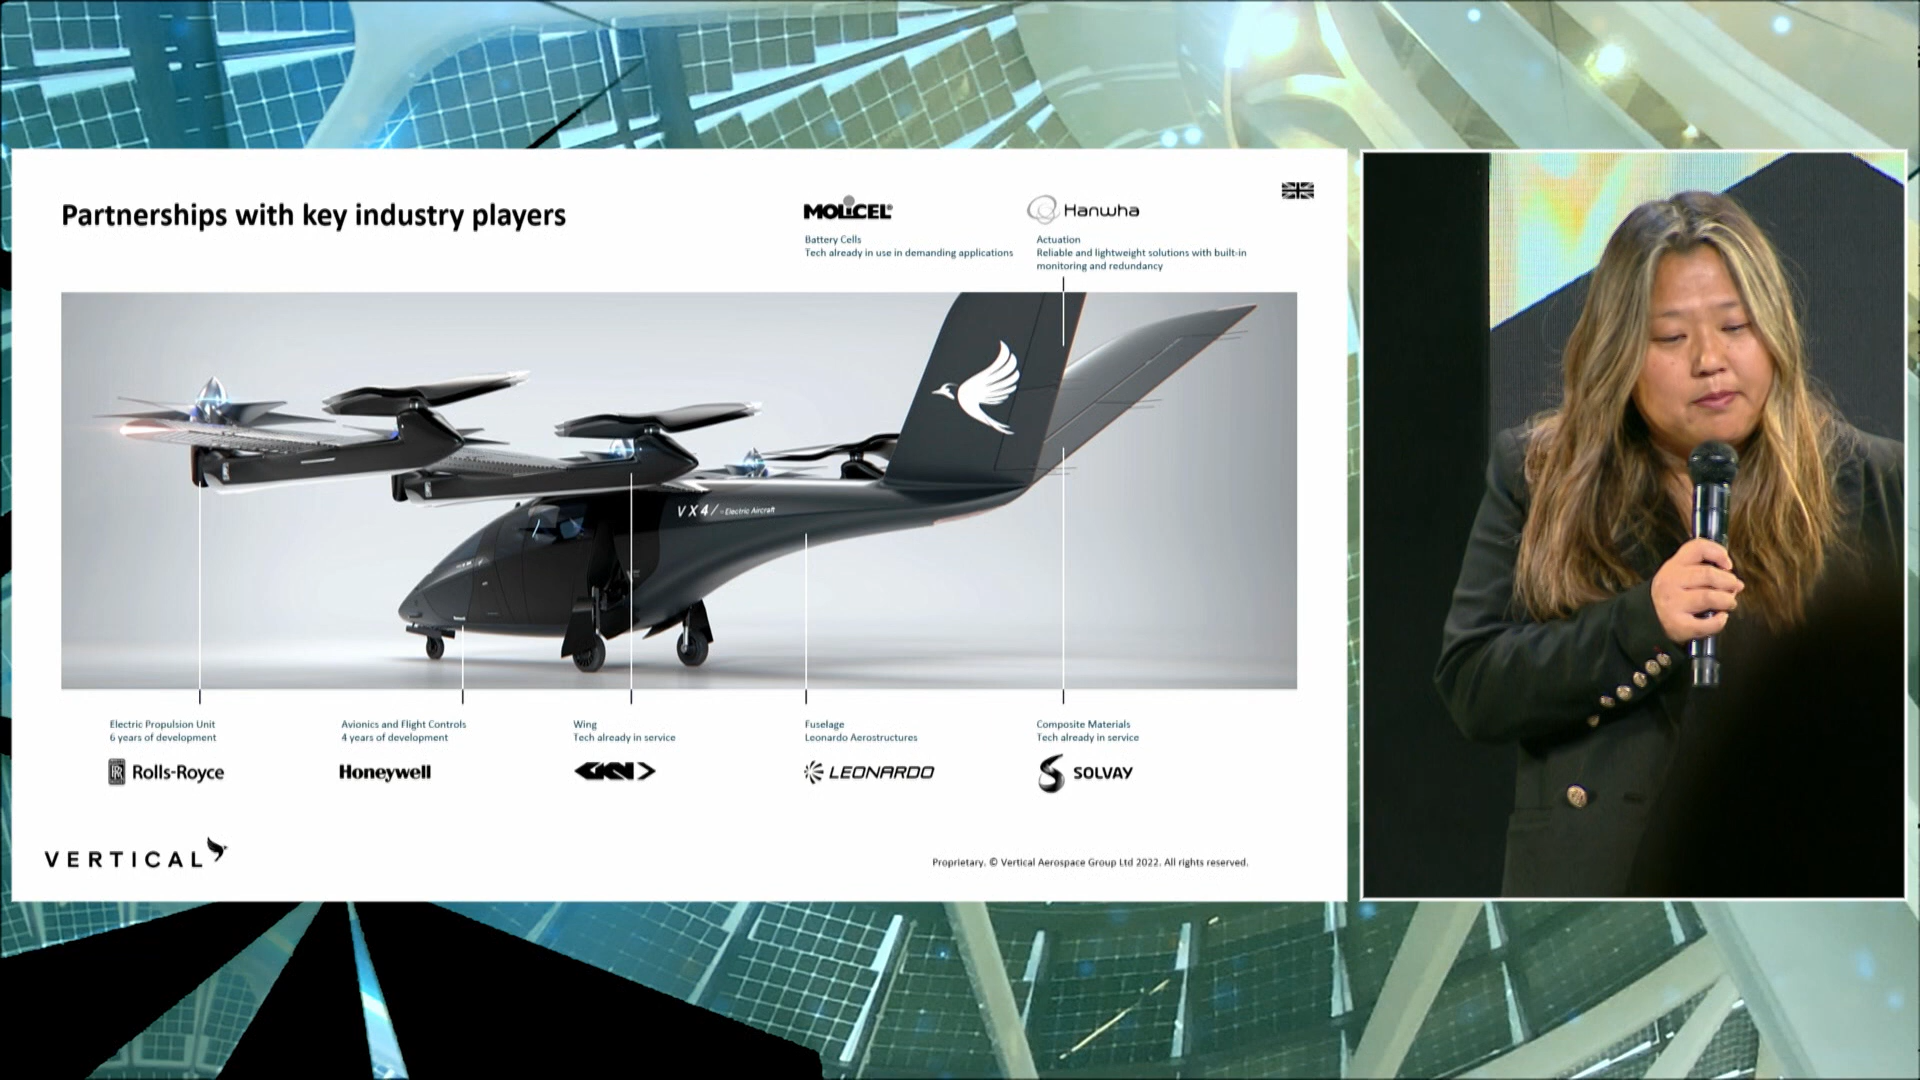 Partnerships with key industry players
MOLICEL®
Battery Cells
Tech already in use in demanding applications
Hanwha
Actuation
Reliable and lightweight solutions with built-in
monitoring and redundancy
VX4/ Electric Aircraft
Electric Propulsion Unit
6 years of development
Rolls-Royce
Avionics and Flight Controls
4 years of development
Honeywell
Wing
Tech already in service
GKN
Fuselage
Leonardo Aerostructures
LEONARDO
Composite Materials
Tech already in service
SOLVAY
VERTICAL
Proprietary. © Vertical Aerospace Group Ltd 2022. All rights reserved.